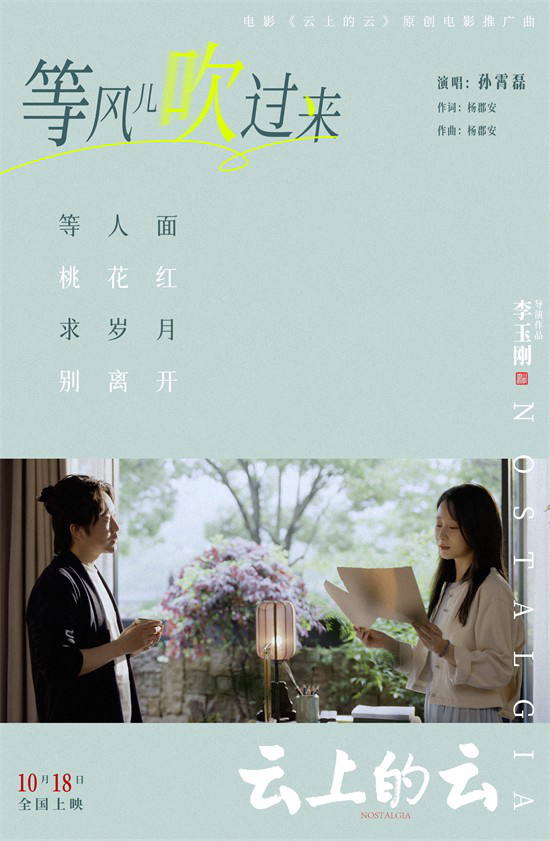 电影《云上的云》原创电影推广曲
等风儿吹过来
演唱：孙霄磊
作词：杨郡安
作曲：杨郡安
等人面
桃花红
求岁月
别离开
导演作品
李玉刚
NOSTALGIA
10月18日
全国上映
云上的云
NOSTALGIA